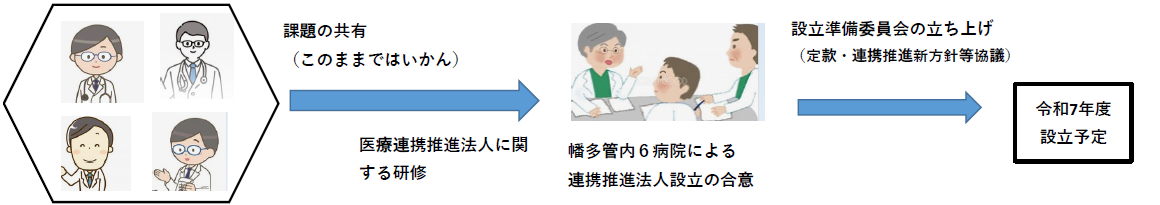 課題の共有
（このままではいかん）
医療連携推進法人に関
する研修
幡多管内６病院による
連携推進法人設立の合意
設立準備委員会の立ち上げ
（定款・連携推進新方針等協議）
令和7年度
設立予定